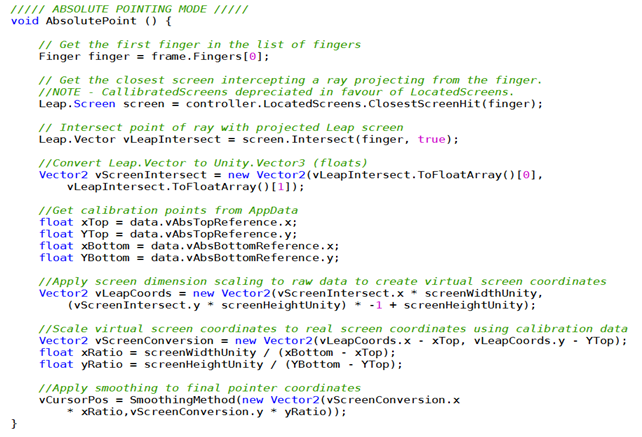 ///// ABSOLUTE POINTING MODE /////
void AbsolutePoint () {
// Get the first finger in the list of fingers
Finger finger = frame.Fingers[0];
// Get the closest screen intercepting a ray projecting from the finger.
//NOTE - CallibratedScreens depreciated in favour of LocatedScreens.
Leap.Screen screen = controller.LocatedScreens.ClosestScreenHit(finger);
// Intersect point of ray with projected Leap screen
Leap.Vector vLeapIntersect = screen.Intersect(finger, true);
//Convert Leap.Vector to Unity.Vector3 (floats)
Vector2 vScreenIntersect = new Vector2(vLeapIntersect.ToFloatArray()[0],
vLeapIntersect.ToFloatArray()[1]);
//Get calibration points from AppData
float xTop = data.vAbsTopReference.x;
float YTop = data.vAbsTopReference.y;
float xBottom = data.vAbsBottomReference.x;
float YBottom = data.vAbsBottomReference.y;
//Apply screen dimension scaling to raw data to create virtual screen coordinates
Vector2 vLeapCoords = new Vector2(vScreenIntersect.x * screenWidthUnity,
(vScreenIntersect.y * screenHeightUnity) * -1 + screenHeightUnity);
//Scale virtual screen coordinates to real screen coordinates using calibration data
Vector2 vScreenConversion = new Vector2(vLeapCoords.x - xTop, vLeapCoords.y - YTop);
float xRatio = screenWidthUnity / (xBottom - xTop);
float yRatio = screenHeightUnity / (YBottom - YTop);
//Apply smoothing to final pointer coordinates
vCursorPos = SmoothingMethod(new Vector2(vScreenConversion.x
* xRatio,vScreenConversion.y * yRatio));
}